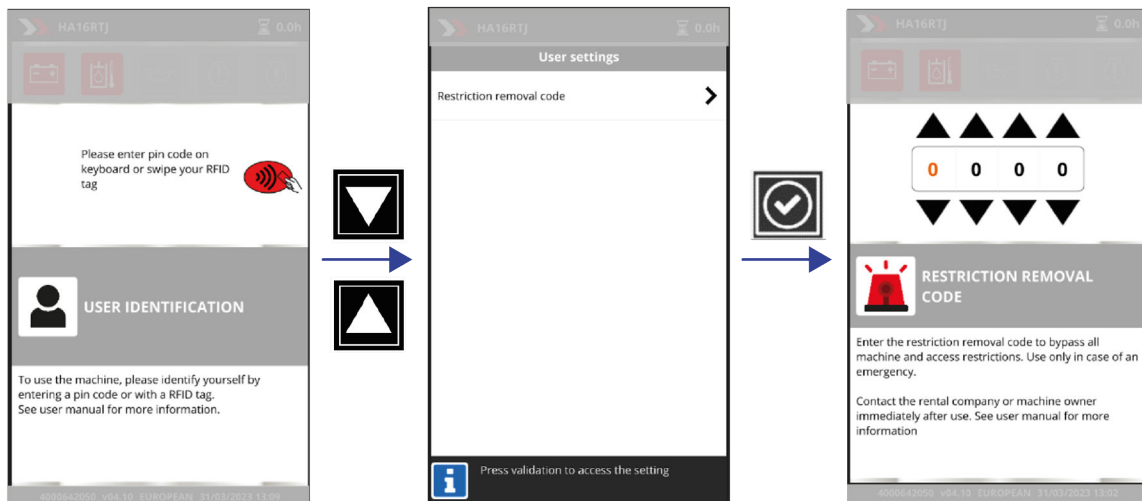 HA16RTJ
0.0h
Please enter pin code on
keyboard or swipe your RFID
tag
USER IDENTIFICATION
To use the machine, please identify yourself by
entering a pin code or with a RFID tag.
See user manual for more information.
4000642050 v04.10 EUROPEAN 31/03/2023 13:09
HA16RTJ
0.0h
User settings
Restriction removal code
Press validation to access the setting
HA16RTJ
0.0h
0 0 0 0
RESTRICTION REMOVAL
CODE
Enter the restriction removal code to bypass all
machine and access restrictions. Use only in case of an
emergency.
Contact the rental company or machine owner
immediately after use. See user manual for more
information
4000642050 v04.10 EUROPEAN 31/03/2023 13:02